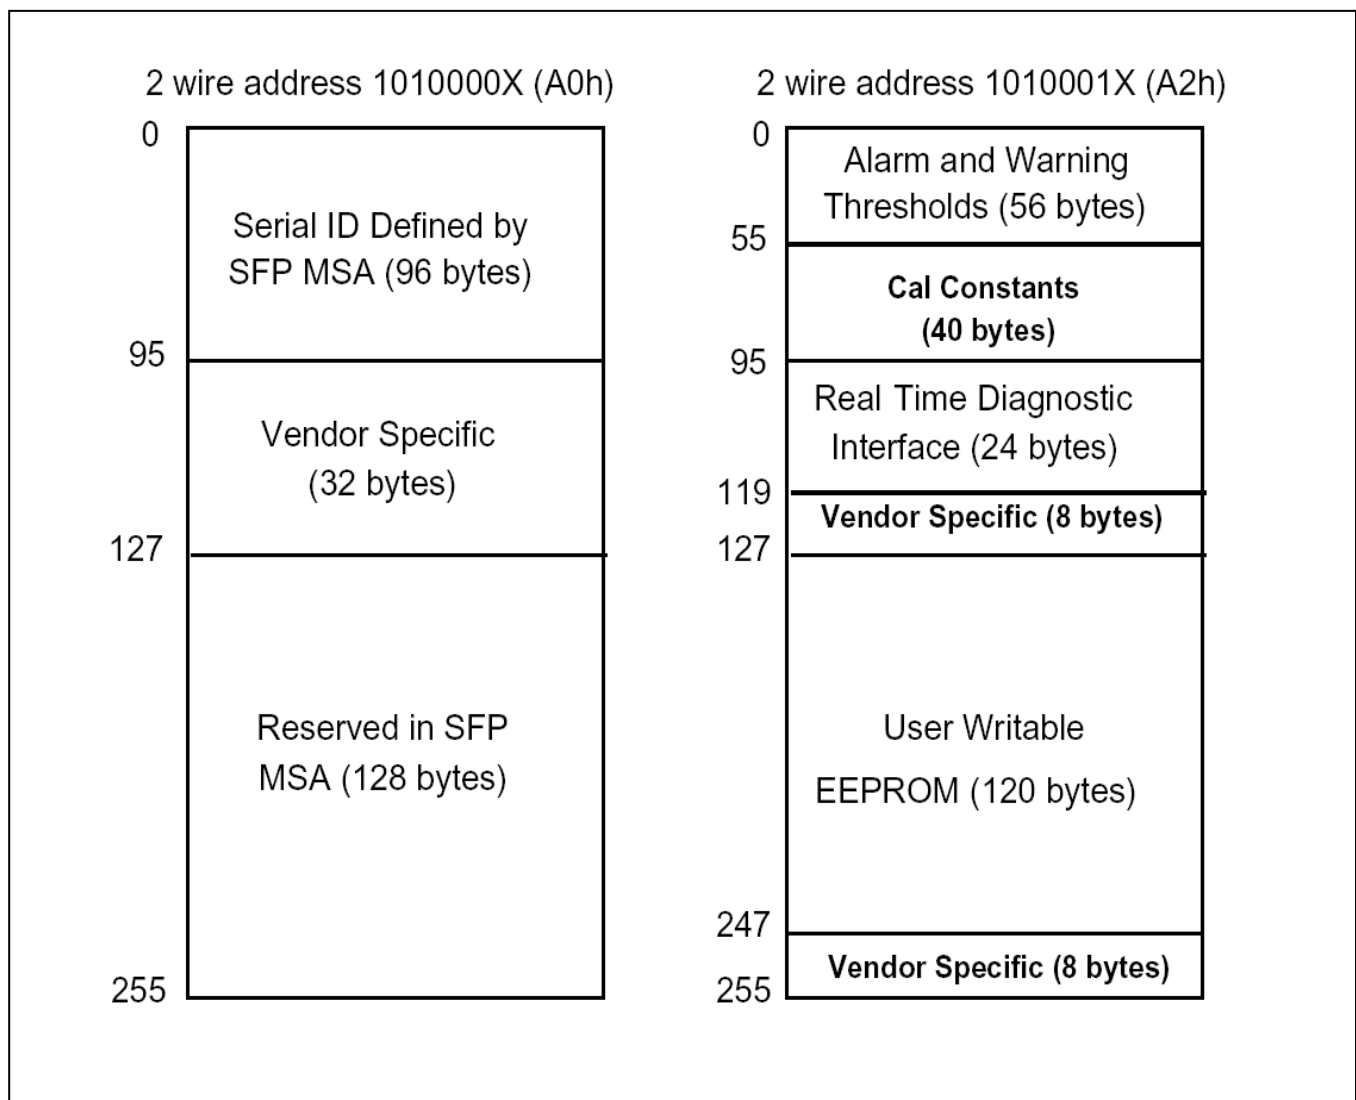 2 wire address 1010000X (A0h)
0
Serial ID Defined by
SFP MSA (96 bytes)
95
Vendor Specific
(32 bytes)
127
Reserved in SFP
MSA (128 bytes)
255
2 wire address 1010001X (A2h)
0
Alarm and Warning
Thresholds (56 bytes)
55
Cal Constants
(40 bytes)
95
Real Time Diagnostic
Interface (24 bytes)
119
Vendor Specific (8 bytes)
127
User Writable
EEPROM (120 bytes)
247
Vendor Specific (8 bytes)
255